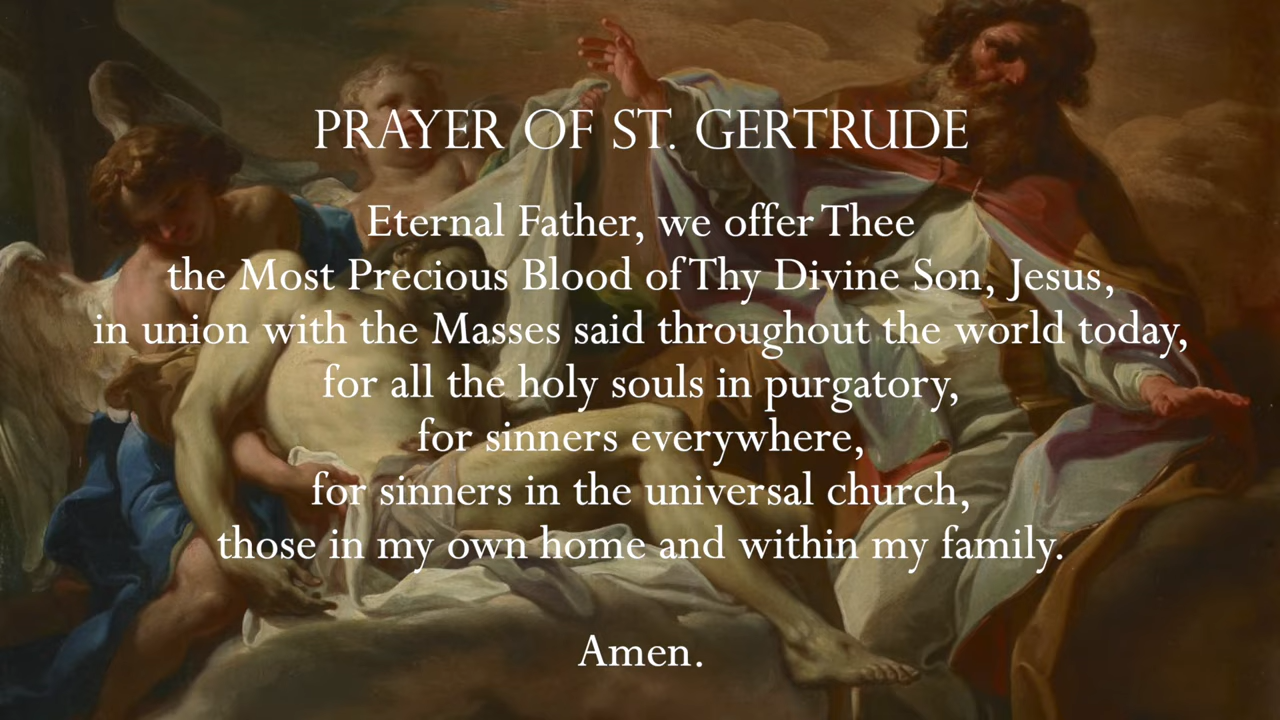 PRAYER OF ST. GERTRUDE
Eternal Father, we offer Thee
the Most Precious Blood of Thy Divine Son, Jesus,
in union with the Masses said throughout the world today,
for all the holy souls in purgatory,
for sinners everywhere,
for sinners in the universal church,
those in my own home and within my family.
Amen.